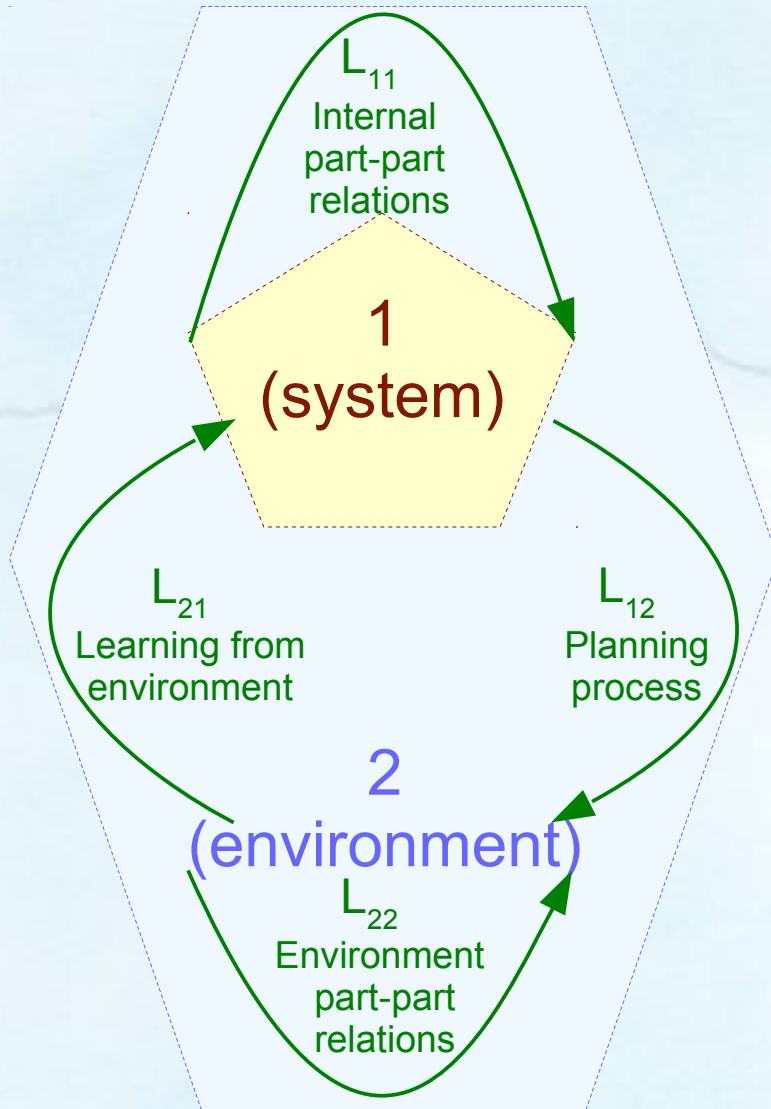 L₁₁
Internal
part-part
relations
1
(system)
L₂₁
Learning from
environment
L₁₂
Planning
process
2
(environment)
L₂₂
Environment
part-part
relations